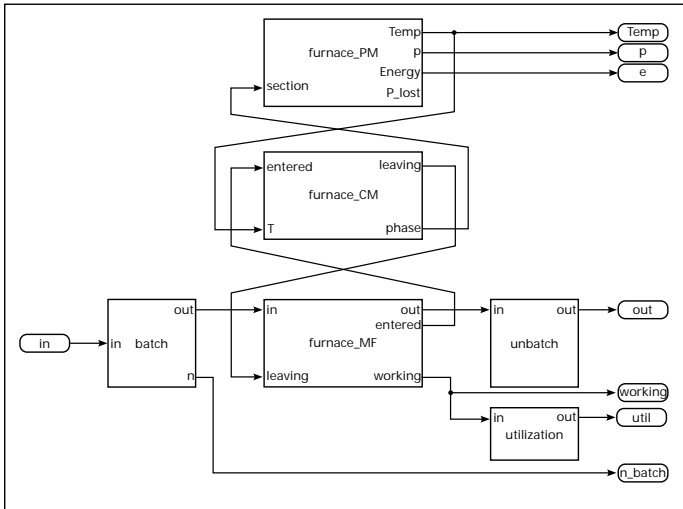 Temp
Temp
furnace_PM
p
p
Energy
e
section
P_lost
entered
leaving
furnace_CM
T
phase
out
in
out
in
out
out
entered
in
in
batch
furnace_MF
unbatch
n
leaving
working
working
in
out
util
utilization
n_batch